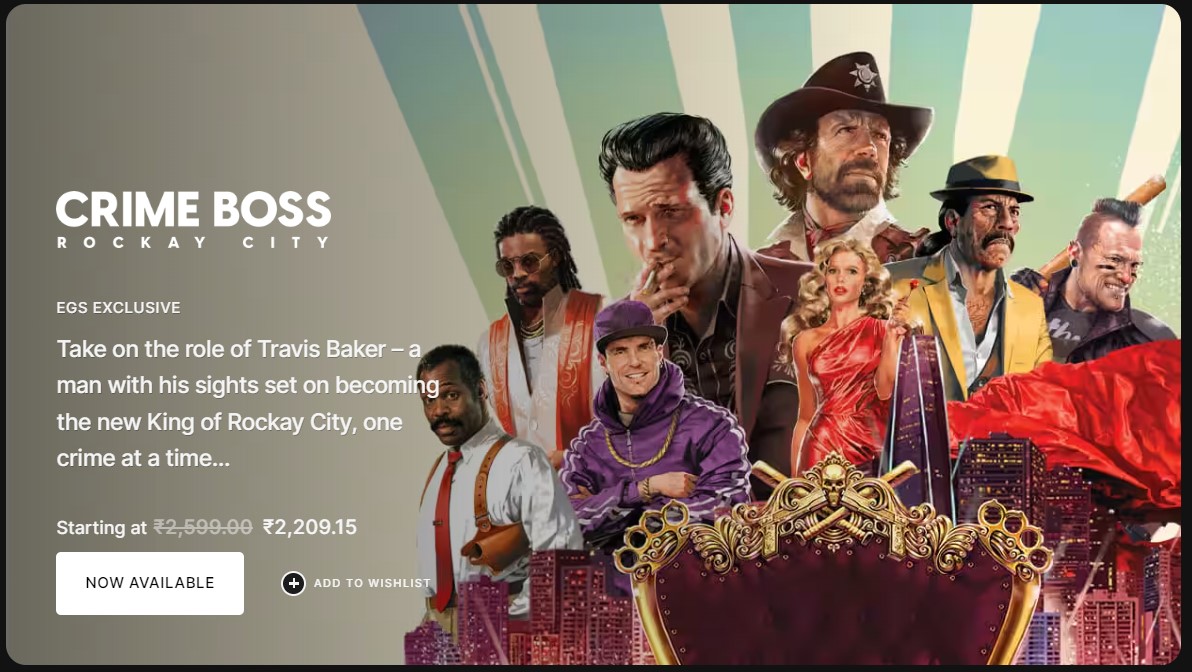 CRIME BOSS
ROCKAY CITY
EGS EXCLUSIVE
Take on the role of Travis Baker – a
man with his sights set on becoming
the new King of Rockay City, one
crime at a time...
Starting at ₹2,599.00 ₹2,209.15
NOW AVAILABLE
ADD TO WISHLIST